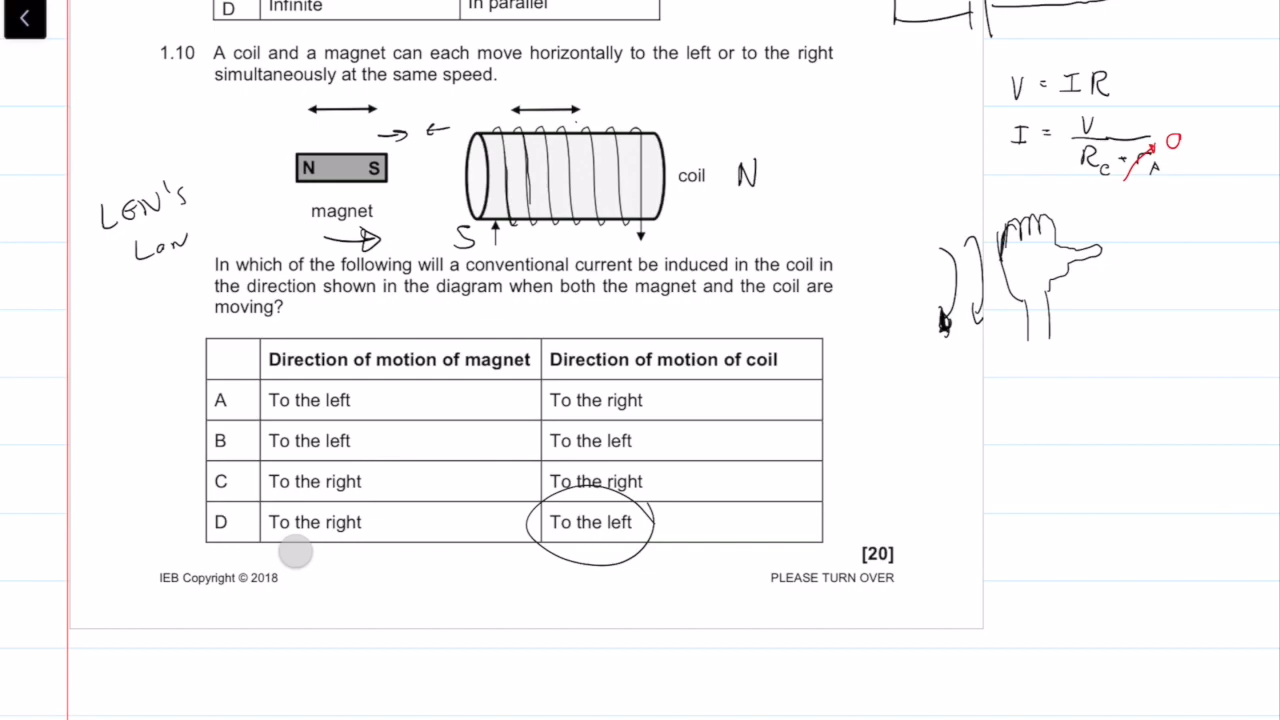 D Infinite In parallel
1.10 A coil and a magnet can each move horizontally to the left or to the right
simultaneously at the same speed.
V = I R
I = V
R_C + r_A 0
N S
coil N
LEN'S
Law
magnet
S
In which of the following will a conventional current be induced in the coil in
the direction shown in the diagram when both the magnet and the coil are
moving?
Direction of motion of magnet Direction of motion of coil
A To the left To the right
B To the left To the left
C To the right To the right
D To the right To the left
[20]
IEB Copyright © 2018 PLEASE TURN OVER